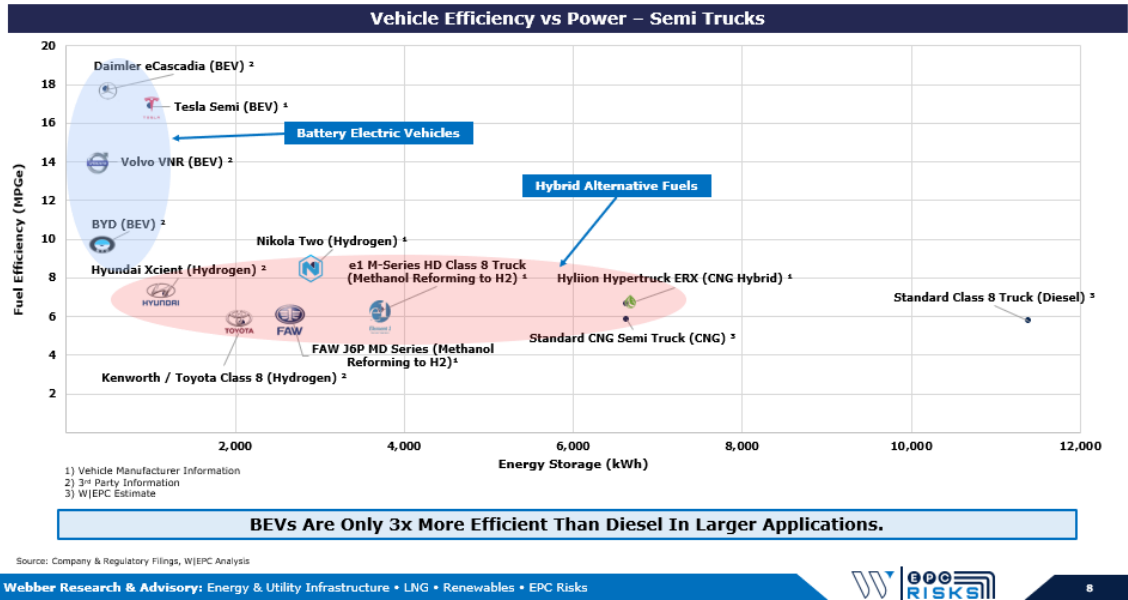 Vehicle Efficiency vs Power – Semi Trucks
20
18
16
14
12
10
8
6
4
2
Fuel Efficiency (MPGe)
Daimler eCascadia (BEV) ²
Tesla Semi (BEV) ¹
TESLA
Battery Electric Vehicles
Volvo VNR (BEV) ²
Hybrid Alternative Fuels
BYD (BEV) ²
Nikola Two (Hydrogen) ¹
N
Hyundai Xcient (Hydrogen) ²
HYUNDAI
e1 M-Series HD Class 8 Truck
(Methanol Reforming to H2) ¹
Hyliion Hypertruck ERX (CNG Hybrid) ¹
Standard Class 8 Truck (Diesel) ³
TOYOTA
FAW
Standard CNG Semi Truck (CNG) ³
FAW J6P MD Series (Methanol
Reforming to H2)¹
Kenworth / Toyota Class 8 (Hydrogen) ²
2,000
4,000
6,000
8,000
10,000
12,000
Energy Storage (kWh)
1) Vehicle Manufacturer Information
2) 3rd Party Information
3) W|EPC Estimate
BEVs Are Only 3x More Efficient Than Diesel In Larger Applications.
Source: Company & Regulatory Filings, W|EPC Analysis
Webber Research & Advisory: Energy & Utility Infrastructure • LNG • Renewables • EPC Risks
W EPC
RISKS
8